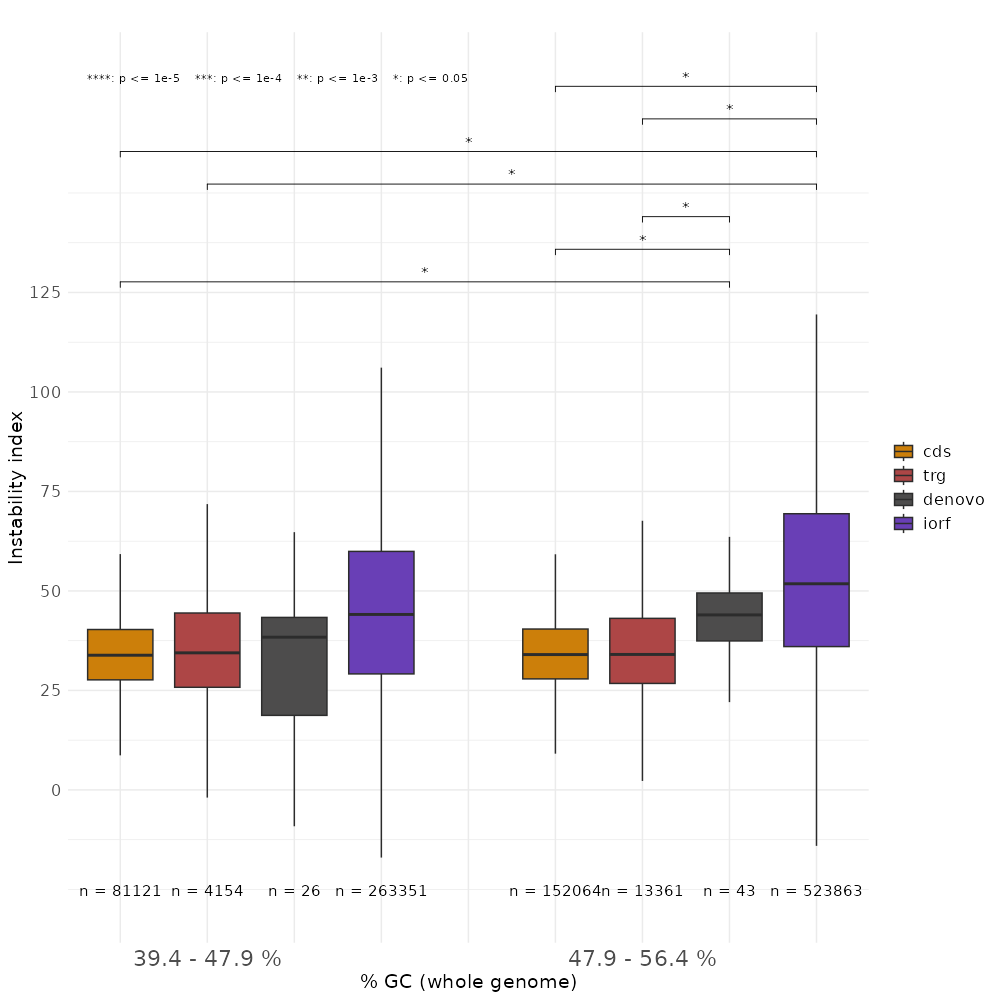 ****: p <= 1e-5 ***: p <= 1e-4 **: p <= 1e-3 *: p <= 0.05
*
*
*
*
*
*
*
125
100
75
50
25
0
Instability index
cds
trg
denovo
iorf
n = 81121 n = 4154 n = 26 n = 263351 n = 152064 n = 13361 n = 43 n = 523863
39.4 - 47.9 % 47.9 - 56.4 %
% GC (whole genome)